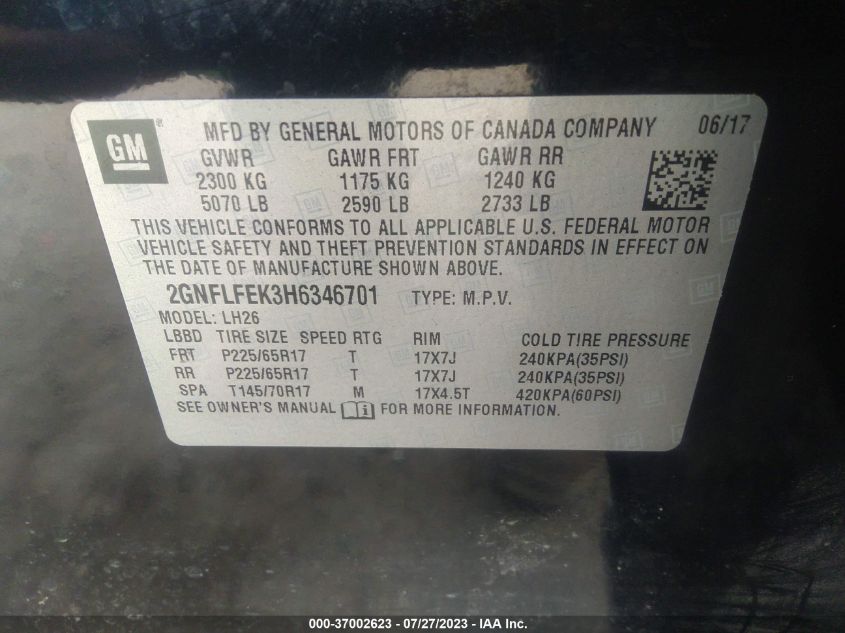 GM MFD BY GENERAL MOTORS OF CANADA COMPANY 06/17
GVWR GAWR FRT GAWR RR
2300 KG 1175 KG 1240 KG
5070 LB 2590 LB 2733 LB
THIS VEHICLE CONFORMS TO ALL APPLICABLE U.S. FEDERAL MOTOR
VEHICLE SAFETY AND THEFT PREVENTION STANDARDS IN EFFECT ON
THE DATE OF MANUFACTURE SHOWN ABOVE.
2GNFLFEK3H6346701 TYPE: M.P.V.
MODEL: LH26
LBBD TIRE SIZE SPEED RTG RIM COLD TIRE PRESSURE
FRT P225/65R17 T 17X7J 240KPA(35PSI)
RR P225/65R17 T 17X7J 240KPA(35PSI)
SPA T145/70R17 M 17X4.5T 420KPA(60PSI)
SEE OWNER'S MANUAL FOR MORE INFORMATION.
000-37002623 - 07/27/2023 - IAA Inc.